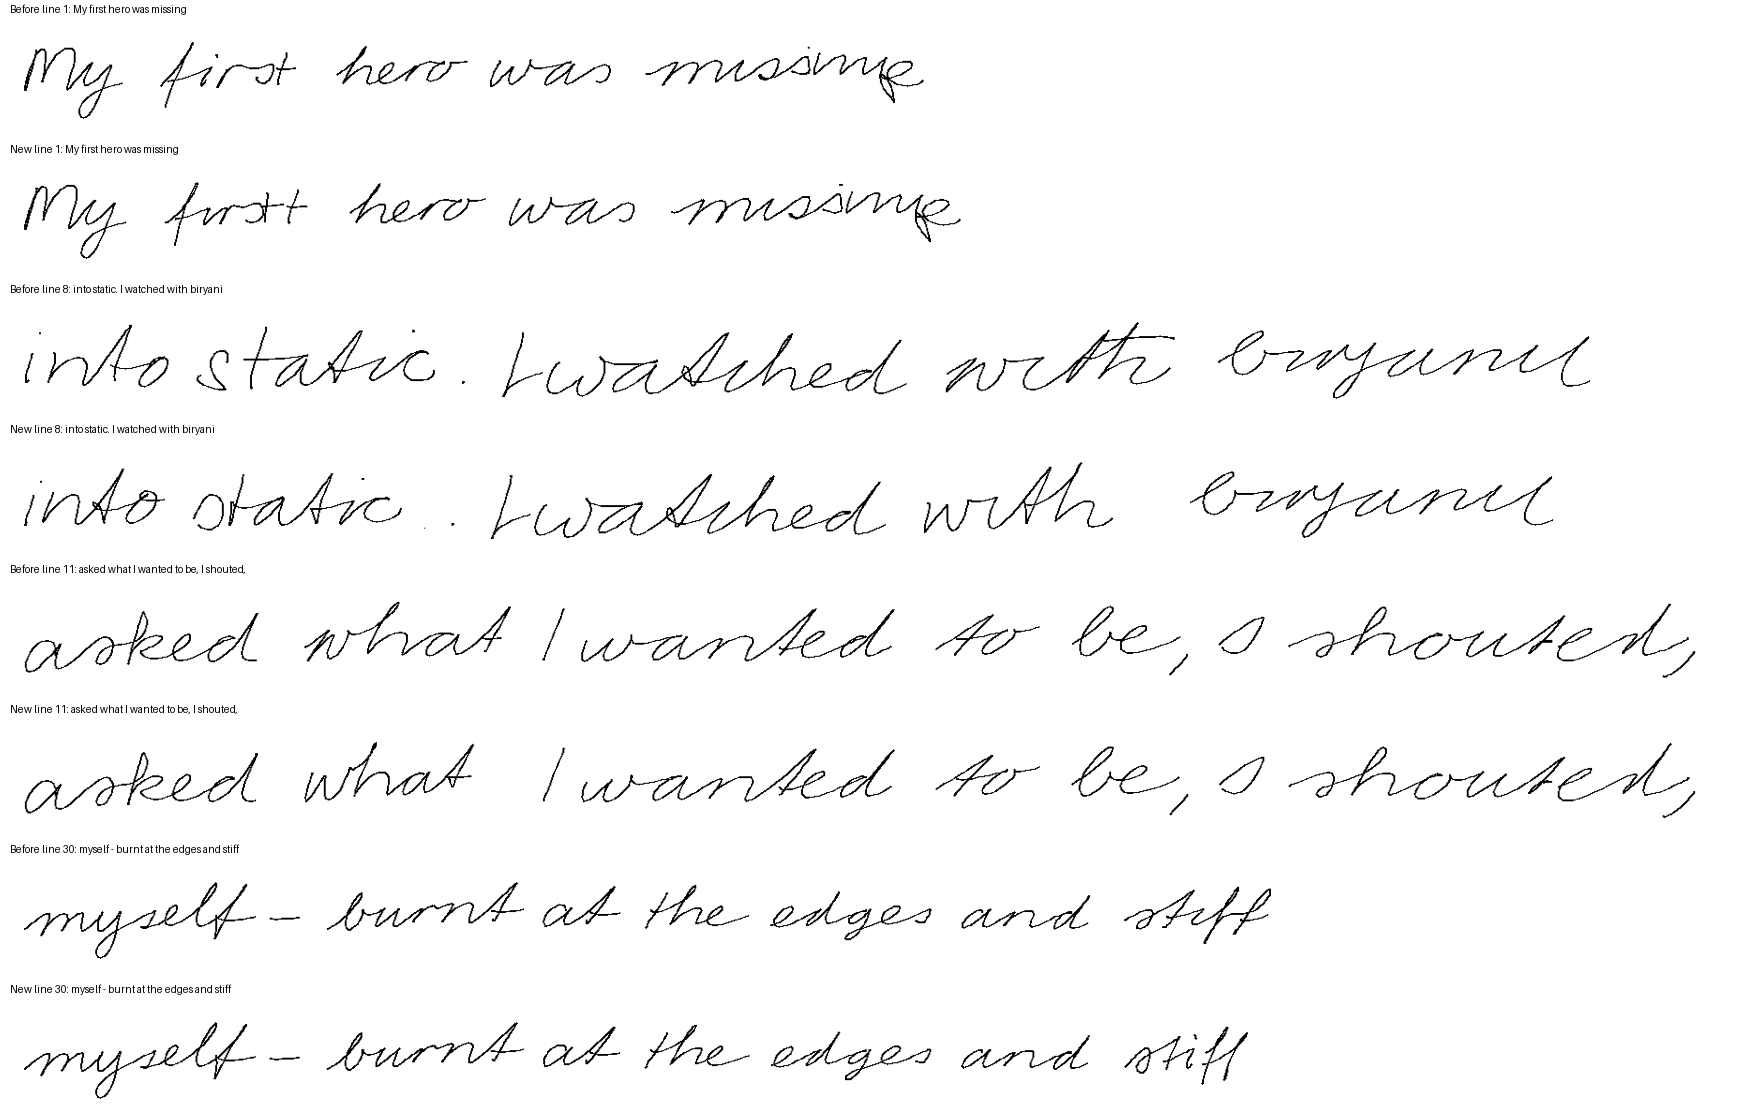 Before line 1: My first hero was missing
My first hero was missing
New line 1: My first hero was missing
My firstt hero was missing
Before line 8: into static. I watched with biryani
into static. I watched with biryani
New line 8: into static. I watched with biryani
into static . . I watched with biryani
Before line 11: asked what I wanted to be, I shouted,
asked what I wanted to be, I shouted,
New line 11: asked what I wanted to be, I shouted,
asked what I wanted to be, I shouted,
Before line 30: myself - burnt at the edges and stiff
myself – burnt at the edges and stiff
New line 30: myself - burnt at the edges and stiff
myself – burnt at the edges and stiff